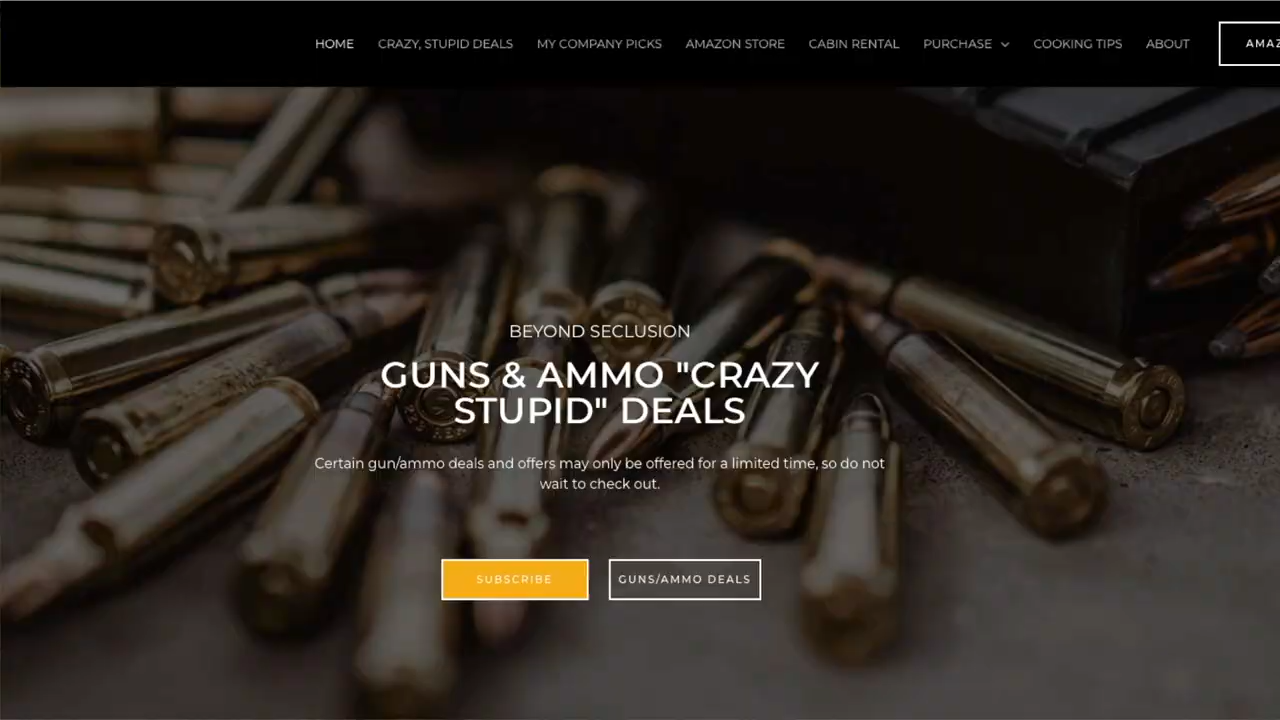 HOME CRAZY, STUPID DEALS MY COMPANY PICKS AMAZON STORE CABIN RENTAL PURCHASE COOKING TIPS ABOUT AMAZ
BEYOND SECLUSION
GUNS & AMMO "CRAZY
STUPID" DEALS
Certain gun/ammo deals and offers may only be offered for a limited time, so do not
wait to check out.
SUBSCRIBE GUNS/AMMO DEALS